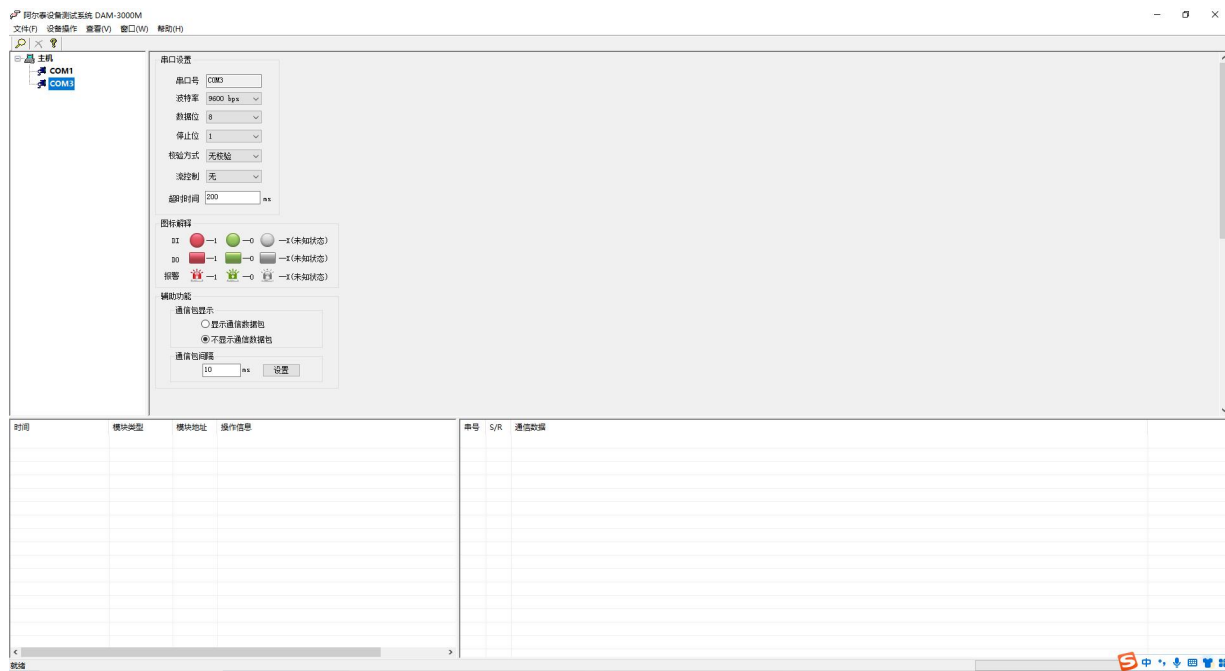 阿尔泰设备测试系统 DAM-3000M
文件(F) 设备操作 查看(V) 窗口(W) 帮助(H)
主机
COM1
COM3
串口设置
串口号 COM3
波特率 9600 bps
数据位 8
停止位 1
校验方式 无校验
流控制 无
超时时间 200 ms
图标解释
DI —1 —0 —X(未知状态)
DO —1 —0 —X(未知状态)
报警 —1 —0 —X(未知状态)
辅助功能
通信包显示
显示通信数据包
不显示通信数据包
通信包间隔
10 ms 设置
时间 模块类型 模块地址 操作信息
串号 S/R 通信数据
就绪
S 中